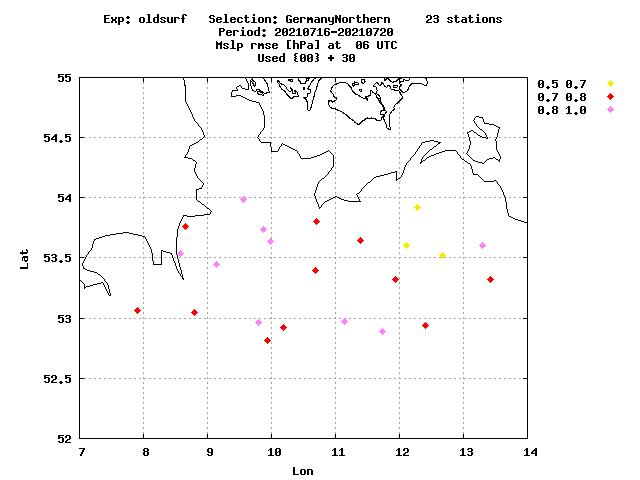 Exp: oldsurf   Selection: GermanyNorthern     23 stations
Period: 20210716-20210720
Mslp rmse [hPa] at  06 UTC
Used {00} + 30
0.5 0.7
0.7 0.8
0.8 1.0
55
54.5
54
53.5
53
52.5
52
Lat
7 8 9 10 11 12 13 14
Lon